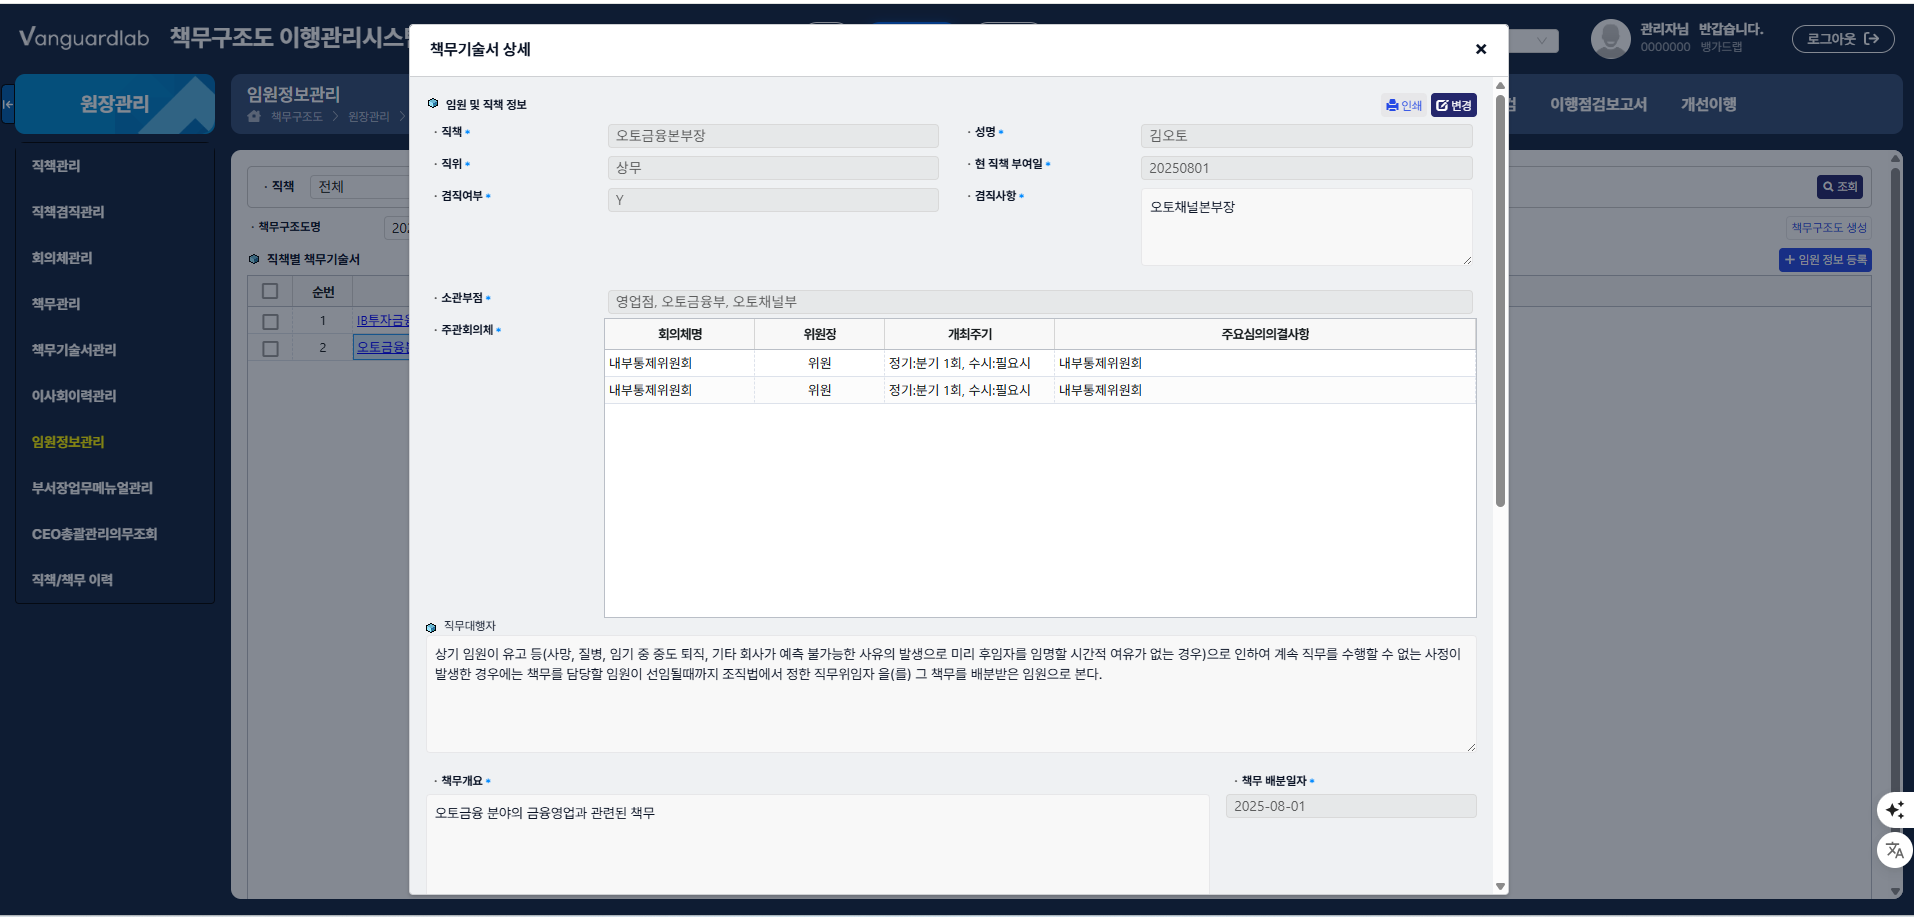 Vanguardlab 책무구조도 이행관리시스
관리자님 반갑습니다.
0000000 뱅가드랩
로그아웃
원장관리
임원정보관리
책무구조도 > 원장관리 >
이행점검보고서 개선이행
직책관리
직책겸직관리
회의체관리
책무관리
책무기술서관리
이사회이력관리
임원정보관리
부서장업무메뉴얼관리
CEO총괄관리의무조회
직책/책무 이력
· 직책 전체
조회
· 책무구조도명 202
책무구조도 생성
직책별 책무기술서
+ 임원 정보 등록
순번
1 IB투자금융
2 오토금융본
책무기술서 상세
임원 및 직책 정보
인쇄 변경
· 직책 * 오토금융본부장 · 성명 * 김오토
· 직위 * 상무 · 현 직책 부여일 * 20250801
· 겸직여부 * Y · 겸직사항 * 오토채널본부장
· 소관부점 * 영업점, 오토금융부, 오토채널부
· 주관회의체 *
회의체명 위원장 개최주기 주요심의의결사항
내부통제위원회 위원 정기:분기 1회, 수시:필요시 내부통제위원회
내부통제위원회 위원 정기:분기 1회, 수시:필요시 내부통제위원회
직무대행자
상기 임원이 유고 등(사망, 질병, 임기 중 중도 퇴직, 기타 회사가 예측 불가능한 사유의 발생으로 미리 후임자를 임명할 시간적 여유가 없는 경우)으로 인하여 계속 직무를 수행할 수 없는 사정이
발생한 경우에는 책무를 담당할 임원이 선임될때까지 조직법에서 정한 직무위임자 을(를) 그 책무를 배분받은 임원으로 본다.
· 책무개요 * · 책무 배분일자 *
오토금융 분야의 금융영업과 관련된 책무
2025-08-01